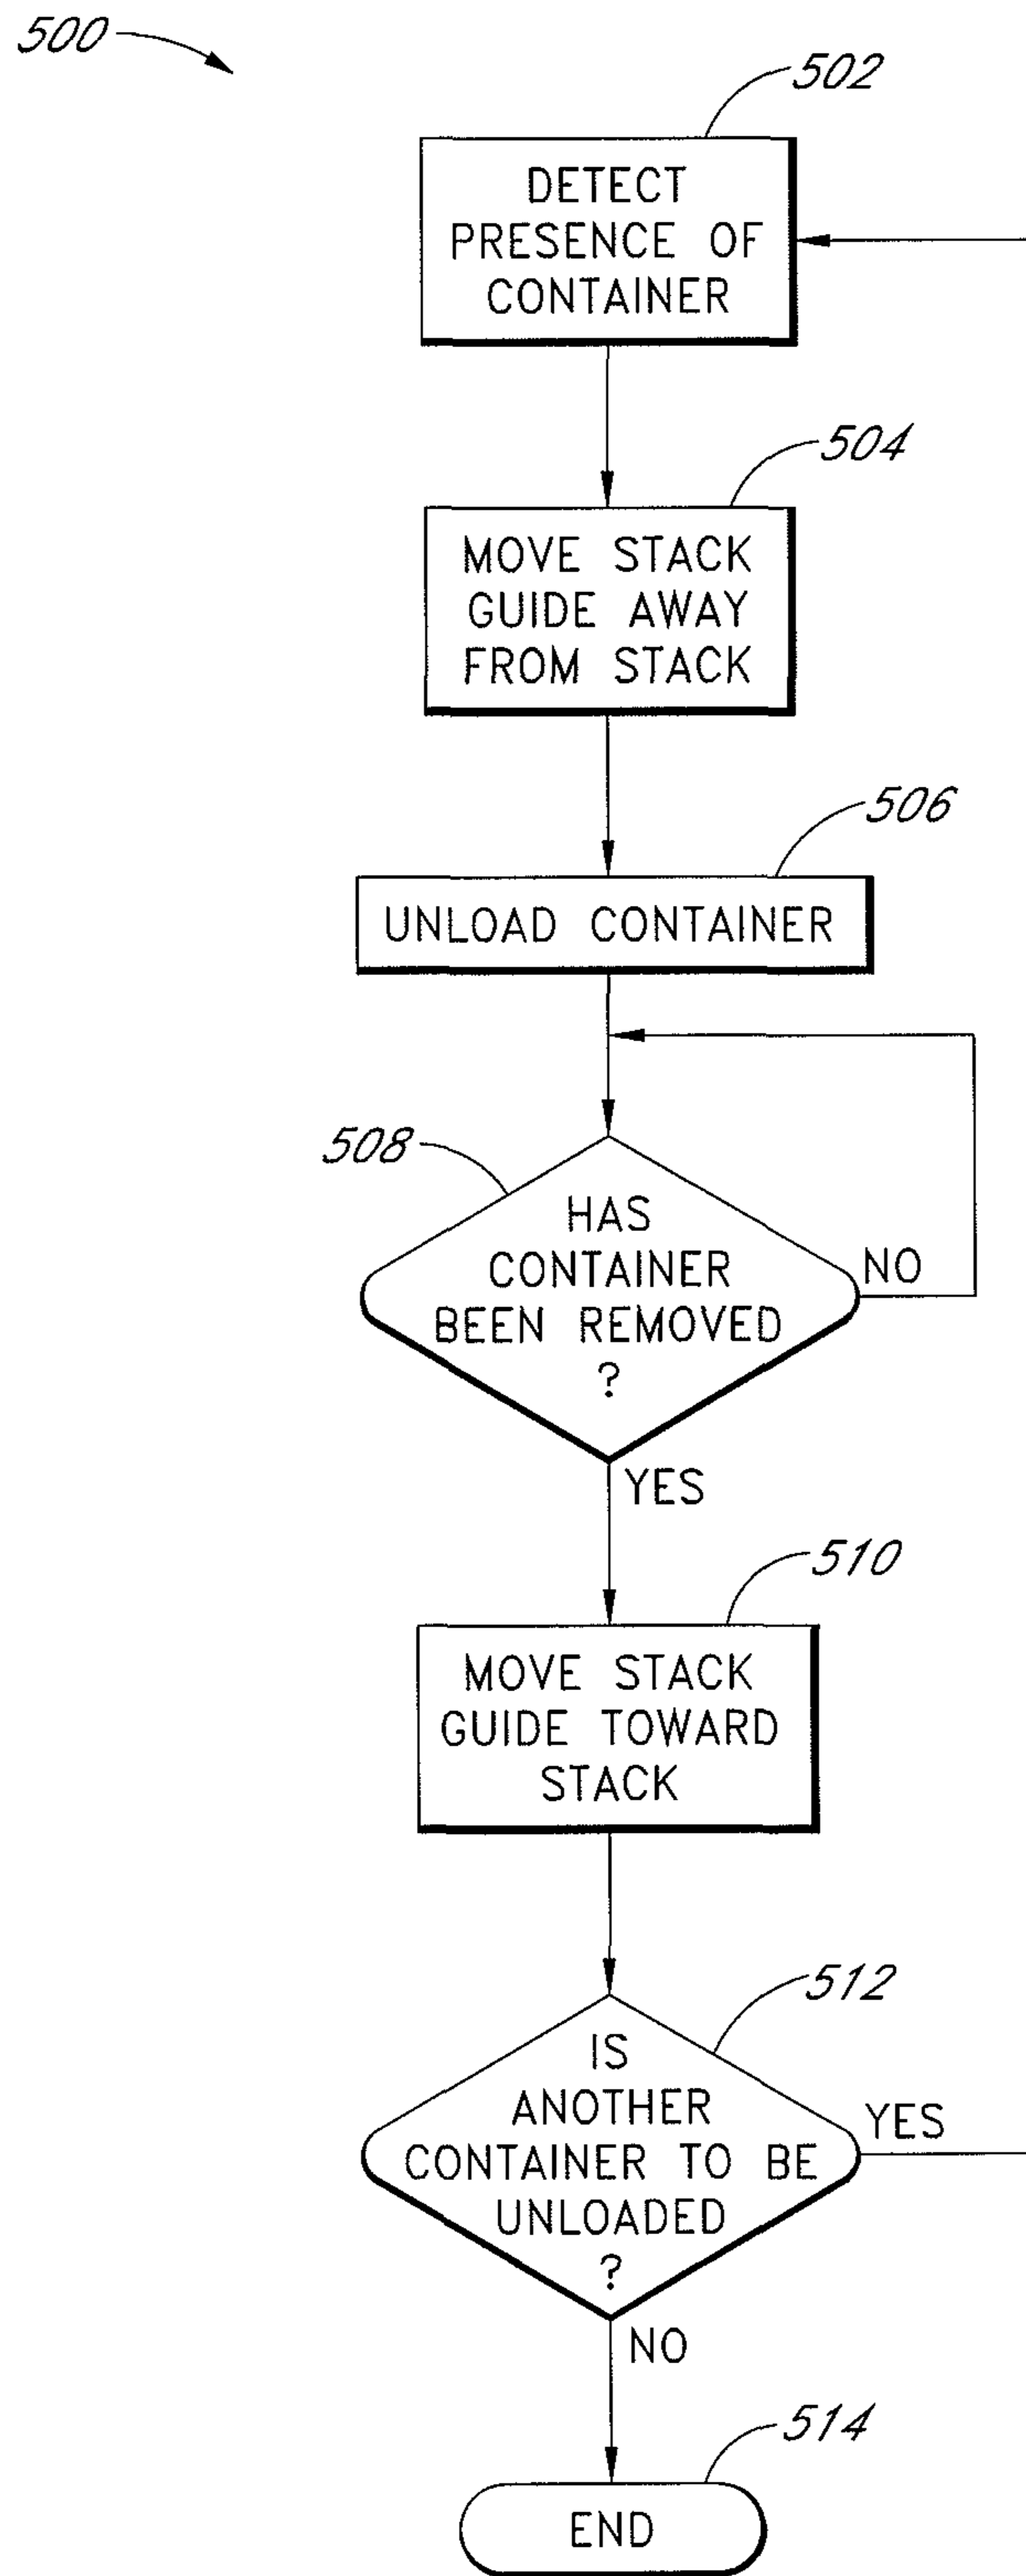 500
502
DETECT
PRESENCE OF
CONTAINER
504
MOVE STACK
GUIDE AWAY
FROM STACK
506
UNLOAD CONTAINER
508
HAS
CONTAINER
BEEN REMOVED
?
NO
YES
510
MOVE STACK
GUIDE TOWARD
STACK
512
IS
ANOTHER
CONTAINER TO BE
UNLOADED
?
YES
NO
514
END